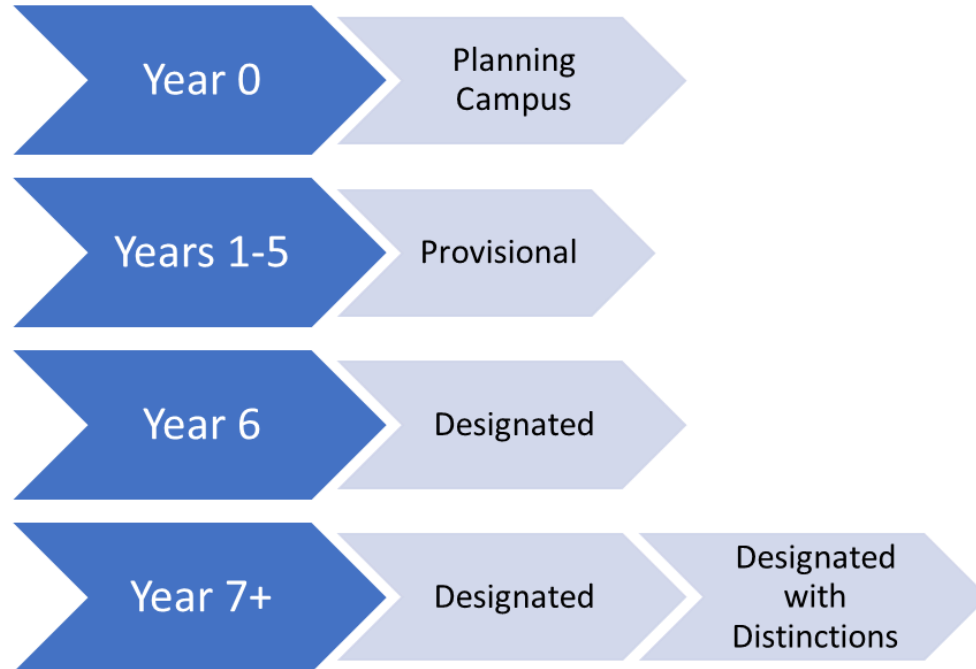 Year 0
Planning
Campus
Years 1-5
Provisional
Year 6
Designated
Year 7+
Designated
Designated
with
Distinctions